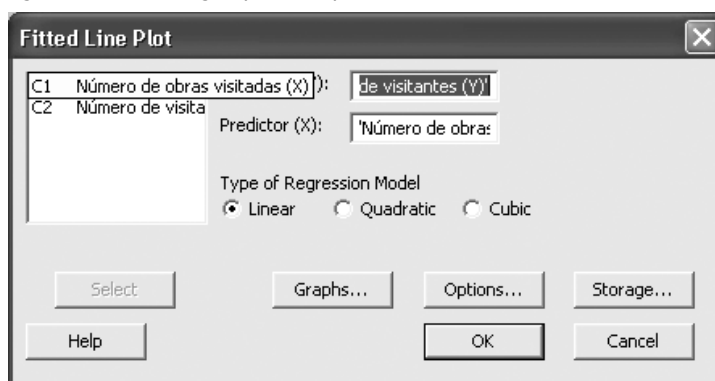 Fitted Line Plot
C1 Número de obras visitadas (X) '): de visitantes (Y)'
C2 Número de visita
Predictor (X): 'Número de obras
Type of Regression Model
Linear Quadratic Cubic
Select Graphs... Options... Storage...
Help OK Cancel